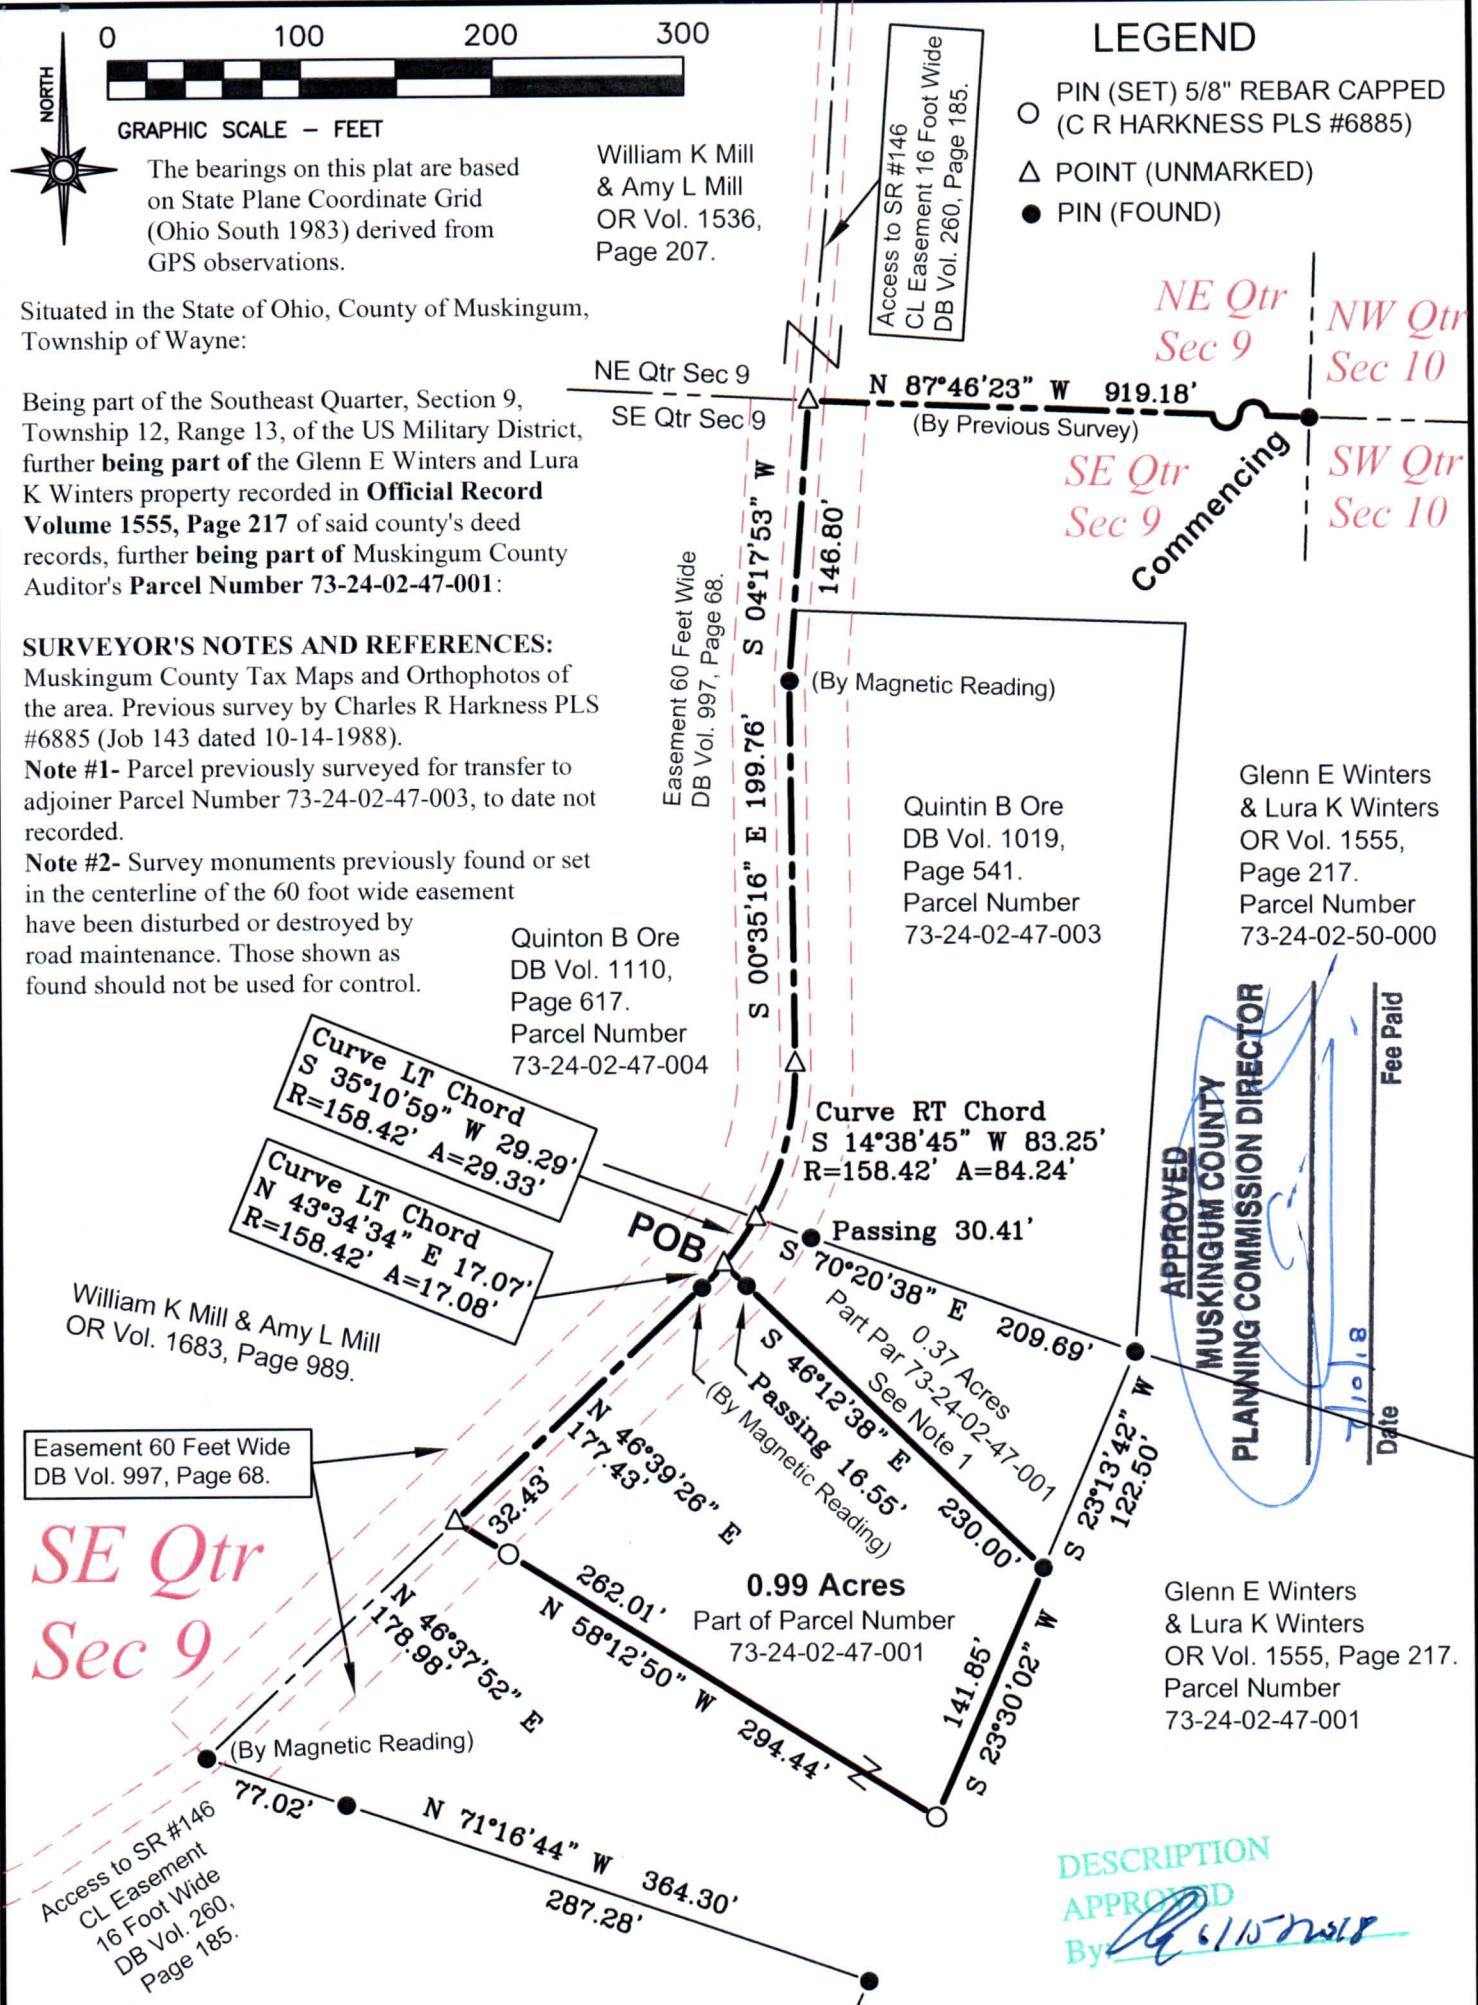 0 100 200 300
NORTH
GRAPHIC SCALE – FEET
The bearings on this plat are based
on State Plane Coordinate Grid
(Ohio South 1983) derived from
GPS observations.
William K Mill
& Amy L Mill
OR Vol. 1536,
Page 207.
Access to SR #146
CL Easement 16 Foot Wide
DB Vol. 260, Page 185.
LEGEND
PIN (SET) 5/8" REBAR CAPPED
(C R HARKNESS PLS #6885)
POINT (UNMARKED)
PIN (FOUND)
Situated in the State of Ohio, County of Muskingum,
Township of Wayne:
Being part of the Southeast Quarter, Section 9,
Township 12, Range 13, of the US Military District,
further being part of the Glenn E Winters and Lura
K Winters property recorded in Official Record
Volume 1555, Page 217 of said county's deed
records, further being part of Muskingum County
Auditor's Parcel Number 73-24-02-47-001:
SURVEYOR'S NOTES AND REFERENCES:
Muskingum County Tax Maps and Orthophotos of
the area. Previous survey by Charles R Harkness PLS
#6885 (Job 143 dated 10-14-1988).
Note #1- Parcel previously surveyed for transfer to
adjoiner Parcel Number 73-24-02-47-003, to date not
recorded.
Note #2- Survey monuments previously found or set
in the centerline of the 60 foot wide easement
have been disturbed or destroyed by
road maintenance. Those shown as
found should not be used for control.
NE Qtr
Sec 9
NW Qtr
Sec 10
NE Qtr Sec 9
SE Qtr Sec 9
N 87°46'23" W 919.18'
(By Previous Survey)
SE Qtr
Sec 9
SW Qtr
Sec 10
Commencing
S 04°17'53" W
146.80'
Easement 60 Feet Wide
DB Vol. 997, Page 68.
(By Magnetic Reading)
S 00°35'16" E 199.76'
Quintin B Ore
DB Vol. 1019,
Page 541.
Parcel Number
73-24-02-47-003
Glenn E Winters
& Lura K Winters
OR Vol. 1555,
Page 217.
Parcel Number
73-24-02-50-000
Quinton B Ore
DB Vol. 1110,
Page 617.
Parcel Number
73-24-02-47-004
Curve LT Chord
S 35°10'59" W 29.29'
R=158.42' A=29.33'
Curve LT Chord
N 43°34'34" E 17.07'
R=158.42' A=17.08'
Curve RT Chord
S 14°38'45" W 83.25'
R=158.42' A=84.24'
POB
Passing 30.41'
S 70°20'38" E 209.69'
0.37 Acres
Part Par 73-24-02-47-001
See Note 1
APPROVED
MUSKINGUM COUNTY
PLANNING COMMISSION DIRECTOR
Date
Fee Paid
William K Mill & Amy L Mill
OR Vol. 1683, Page 989.
S 46°12'38" E 230.00'
Passing 16.55'
(By Magnetic Reading)
S 23°13'42" W
122.50'
Easement 60 Feet Wide
DB Vol. 997, Page 68.
N 46°39'26" E
177.43'
32.43'
SE Qtr
Sec 9
262.01'
N 58°12'50" W 294.44'
0.99 Acres
Part of Parcel Number
73-24-02-47-001
141.85'
S 23°30'02" W
Glenn E Winters
& Lura K Winters
OR Vol. 1555, Page 217.
Parcel Number
73-24-02-47-001
N 46°37'52" E
178.98'
(By Magnetic Reading)
77.02'
N 71°16'44" W 364.30'
287.28'
Access to SR #146
CL Easement
16 Foot Wide
DB Vol. 260,
Page 185.
DESCRIPTION
APPROVED
By: 6/15/2018